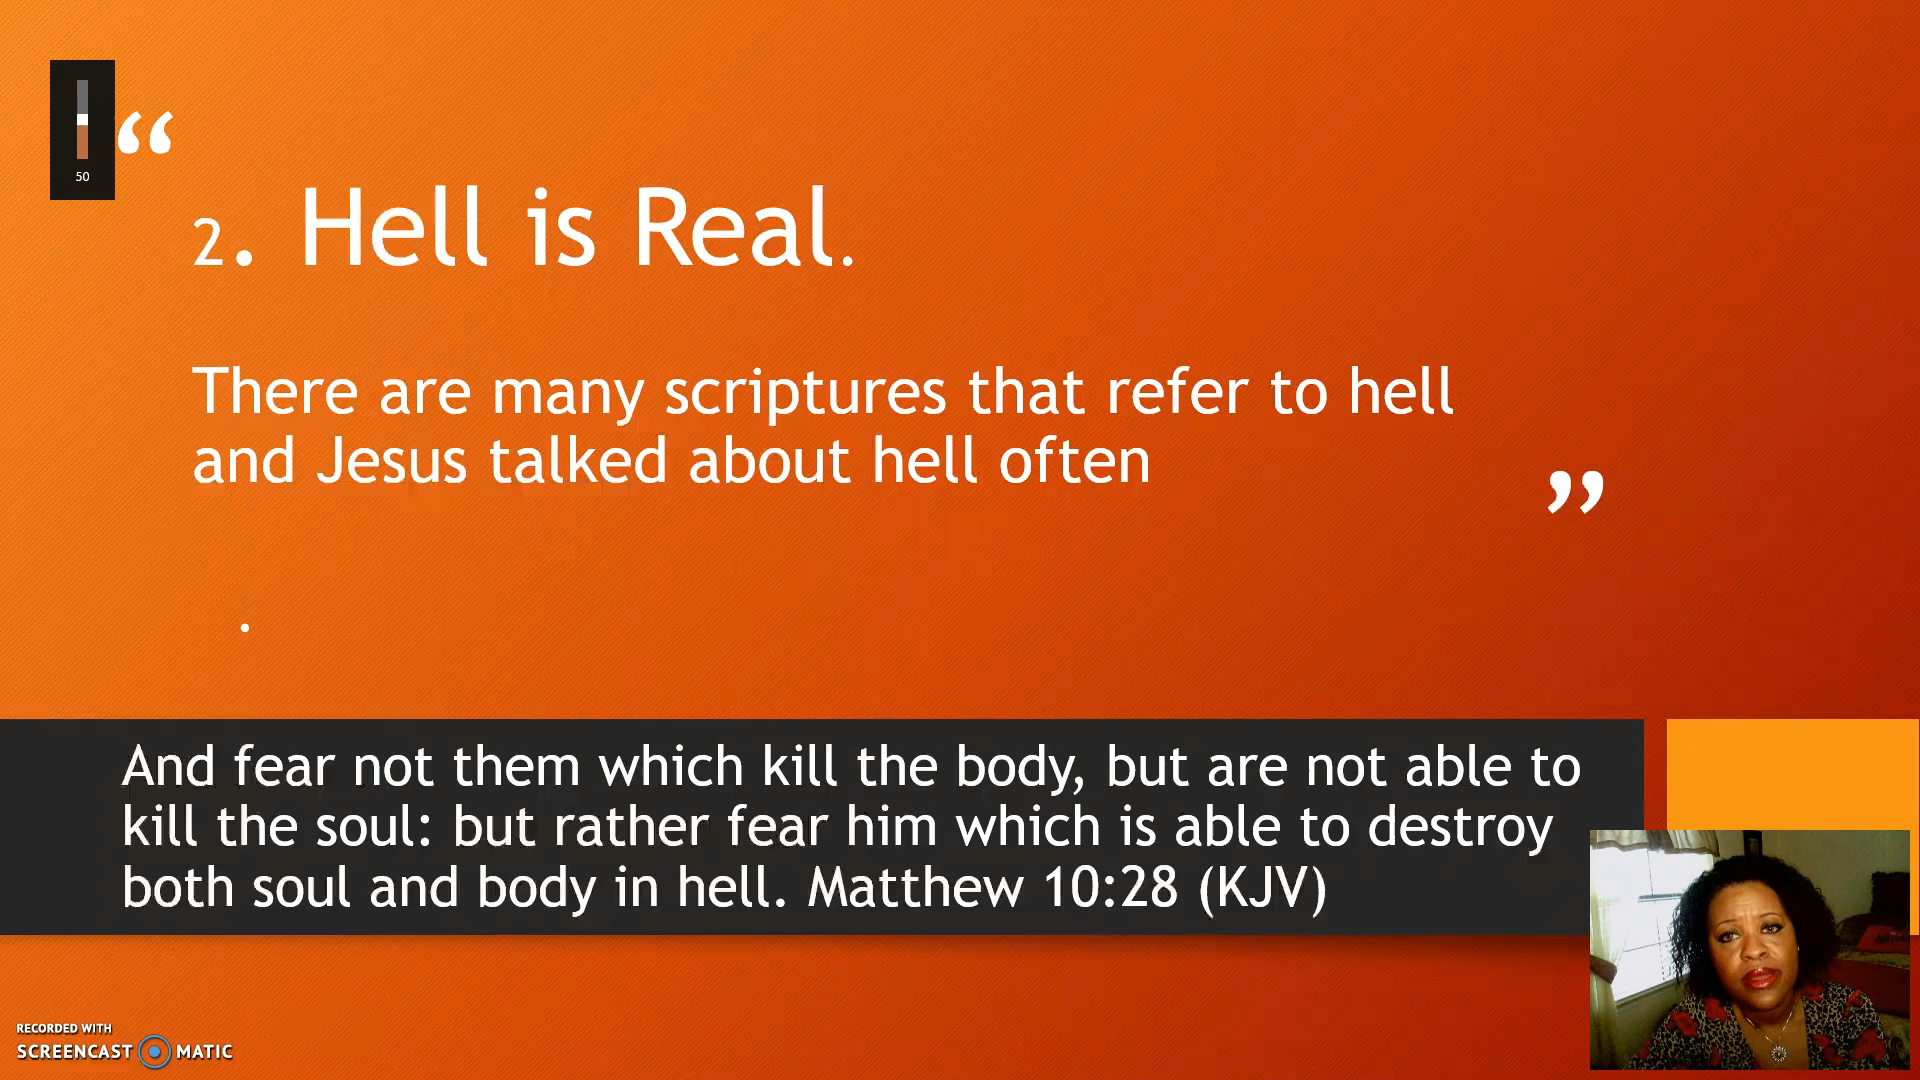 50
“
2. Hell is Real.
There are many scriptures that refer to hell
and Jesus talked about hell often
”
.
And fear not them which kill the body, but are not able to
kill the soul: but rather fear him which is able to destroy
both soul and body in hell. Matthew 10:28 (KJV)
RECORDED WITH
SCREENCAST MATIC